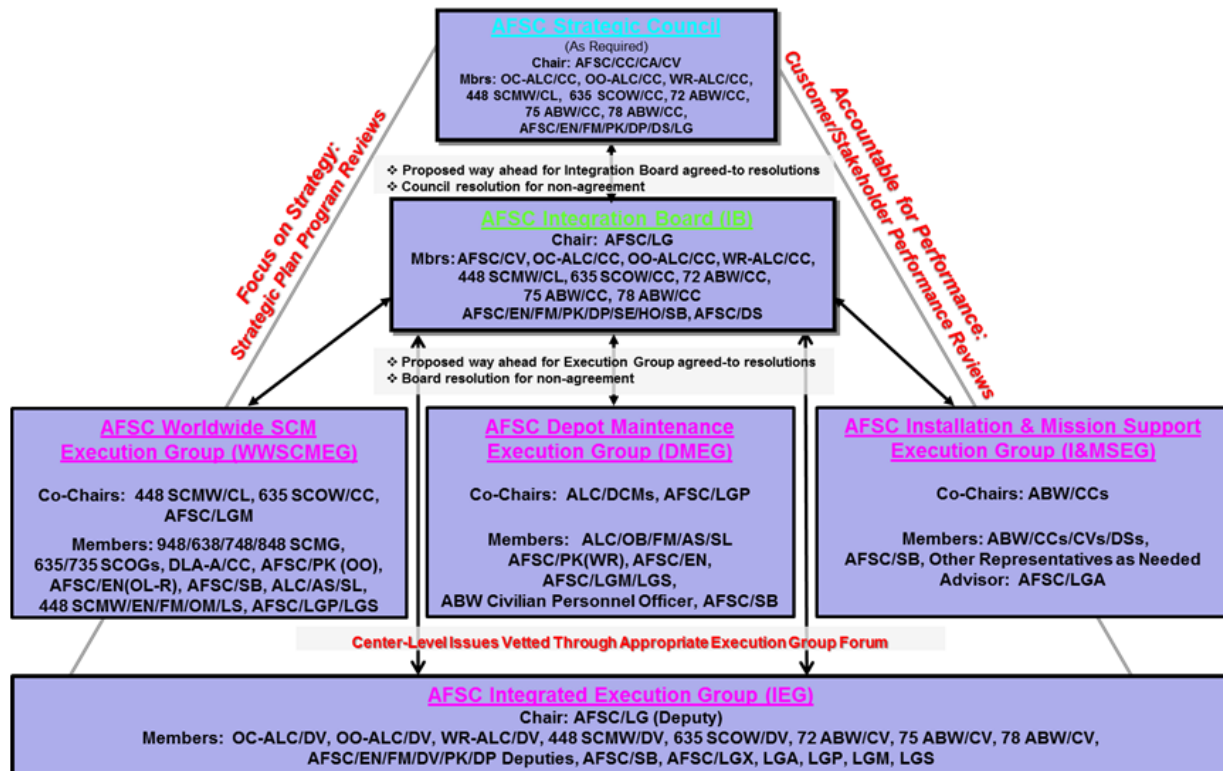 AFSC Strategic Council
(As Required)
Chair: AFSC/CC/CA/CV
Mbrs: OC-ALC/CC, OO-ALC/CC, WR-ALC/CC,
448 SCMW/CL, 635 SCOW/CC, 72 ABW/CC,
75 ABW/CC, 78 ABW/CC,
AFSC/EN/FM/PK/DP/DS/LG
Focus on Strategy:
Strategic Plan Program Reviews
Accountable for Performance:
Customer/Stakeholder Performance Reviews
❖ Proposed way ahead for Integration Board agreed-to resolutions
❖ Council resolution for non-agreement
AFSC Integration Board (IB)
Chair: AFSC/LG
Mbrs: AFSC/CV, OC-ALC/CC, OO-ALC/CC, WR-ALC/CC,
448 SCMW/CL, 635 SCOW/CC, 72 ABW/CC,
75 ABW/CC, 78 ABW/CC
AFSC/EN/FM/PK/DP/SE/HO/SB, AFSC/DS
❖ Proposed way ahead for Execution Group agreed-to resolutions
❖ Board resolution for non-agreement
AFSC Worldwide SCM
Execution Group (WWSCMEG)
Co-Chairs: 448 SCMW/CL, 635 SCOW/CC,
AFSC/LGM
Members: 948/638/748/848 SCMG,
635/735 SCOGs, DLA-A/CC, AFSC/PK (OO),
AFSC/EN(OL-R), AFSC/SB, ALC/AS/SL,
448 SCMW/EN/FM/OM/LS, AFSC/LGP/LGS
AFSC Depot Maintenance
Execution Group (DMEG)
Co-Chairs: ALC/DCMs, AFSC/LGP
Members: ALC/OB/FM/AS/SL
AFSC/PK(WR), AFSC/EN,
AFSC/LGM/LGS,
ABW Civilian Personnel Officer, AFSC/SB
AFSC Installation & Mission Support
Execution Group (I&MSEG)
Co-Chairs: ABW/CCs
Members: ABW/CCs/CVs/DSs,
AFSC/SB, Other Representatives as Needed
Advisor: AFSC/LGA
Center-Level Issues Vetted Through Appropriate Execution Group Forum
AFSC Integrated Execution Group (IEG)
Chair: AFSC/LG (Deputy)
Members: OC-ALC/DV, OO-ALC/DV, WR-ALC/DV, 448 SCMW/DV, 635 SCOW/DV, 72 ABW/CV, 75 ABW/CV, 78 ABW/CV,
AFSC/EN/FM/DV/PK/DP Deputies, AFSC/SB, AFSC/LGX, LGA, LGP, LGM, LGS